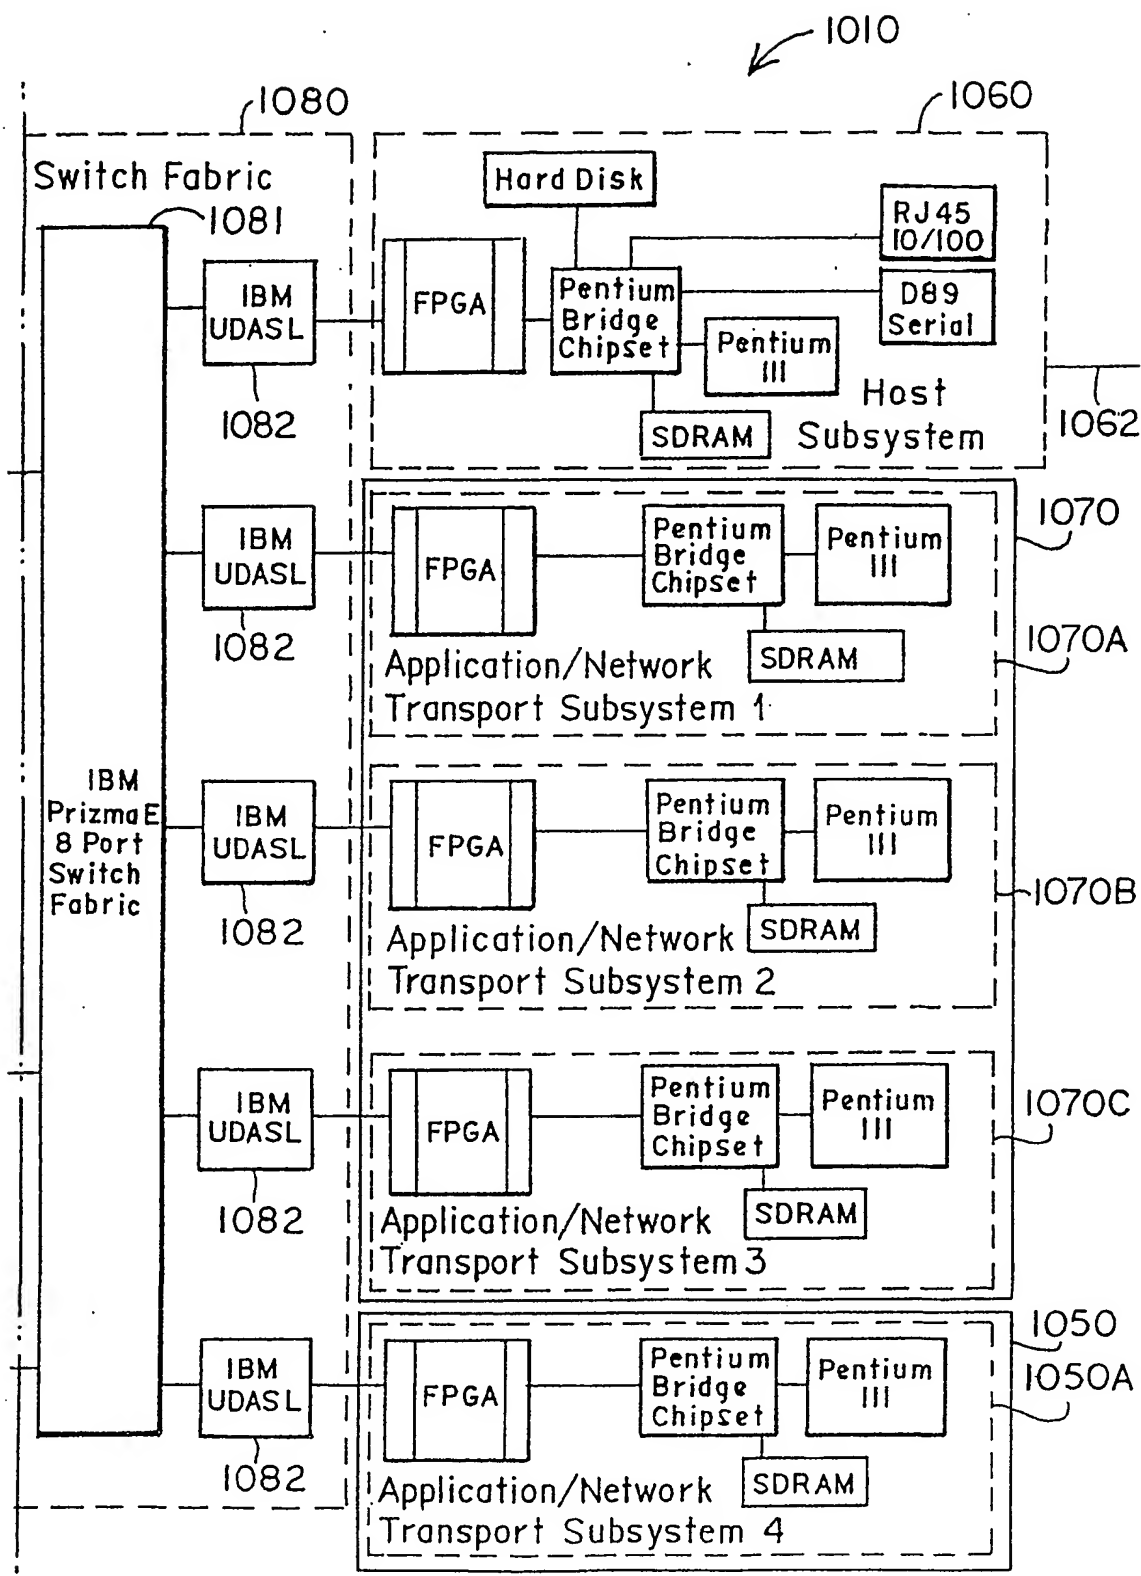 1010
1080
1060
Switch Fabric
1081
Hard Disk
RJ45
10/100
IBM
UDASL
FPGA
Pentium
Bridge
Chipset
D89
Serial
Pentium
III
1082
SDRAM
Host
Subsystem
1062
IBM
UDASL
FPGA
Pentium
Bridge
Chipset
Pentium
III
1070
1082
SDRAM
1070A
Application/Network
Transport Subsystem 1
IBM
PrizmaE
8 Port
Switch
Fabric
IBM
UDASL
FPGA
Pentium
Bridge
Chipset
Pentium
III
1070B
1082
SDRAM
Application/Network
Transport Subsystem 2
IBM
UDASL
FPGA
Pentium
Bridge
Chipset
Pentium
III
1070C
1082
SDRAM
Application/Network
Transport Subsystem 3
1050
IBM
UDASL
FPGA
Pentium
Bridge
Chipset
Pentium
III
1050A
1082
SDRAM
Application/Network
Transport Subsystem 4